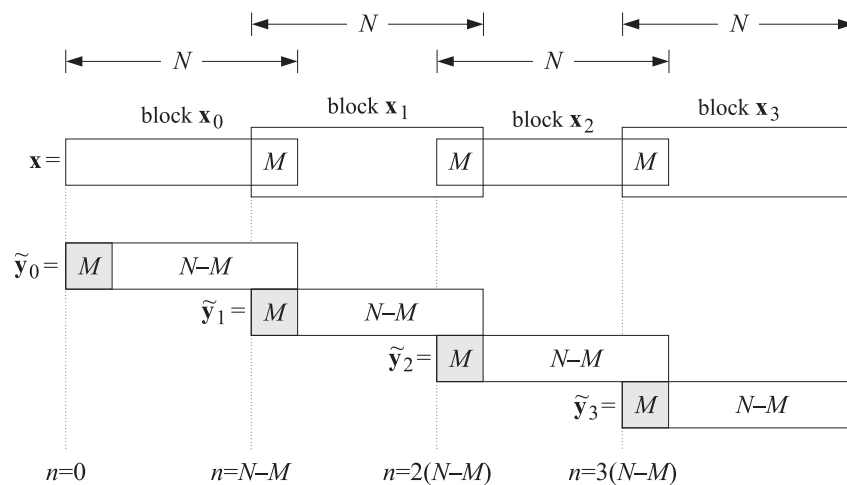 N N
N N
block x₀ block x₁ block x₂ block x₃
x = M M M
ỹ₀ = M N–M
ỹ₁ = M N–M
ỹ₂ = M N–M
ỹ₃ = M N–M
n=0 n=N–M n=2(N–M) n=3(N–M)